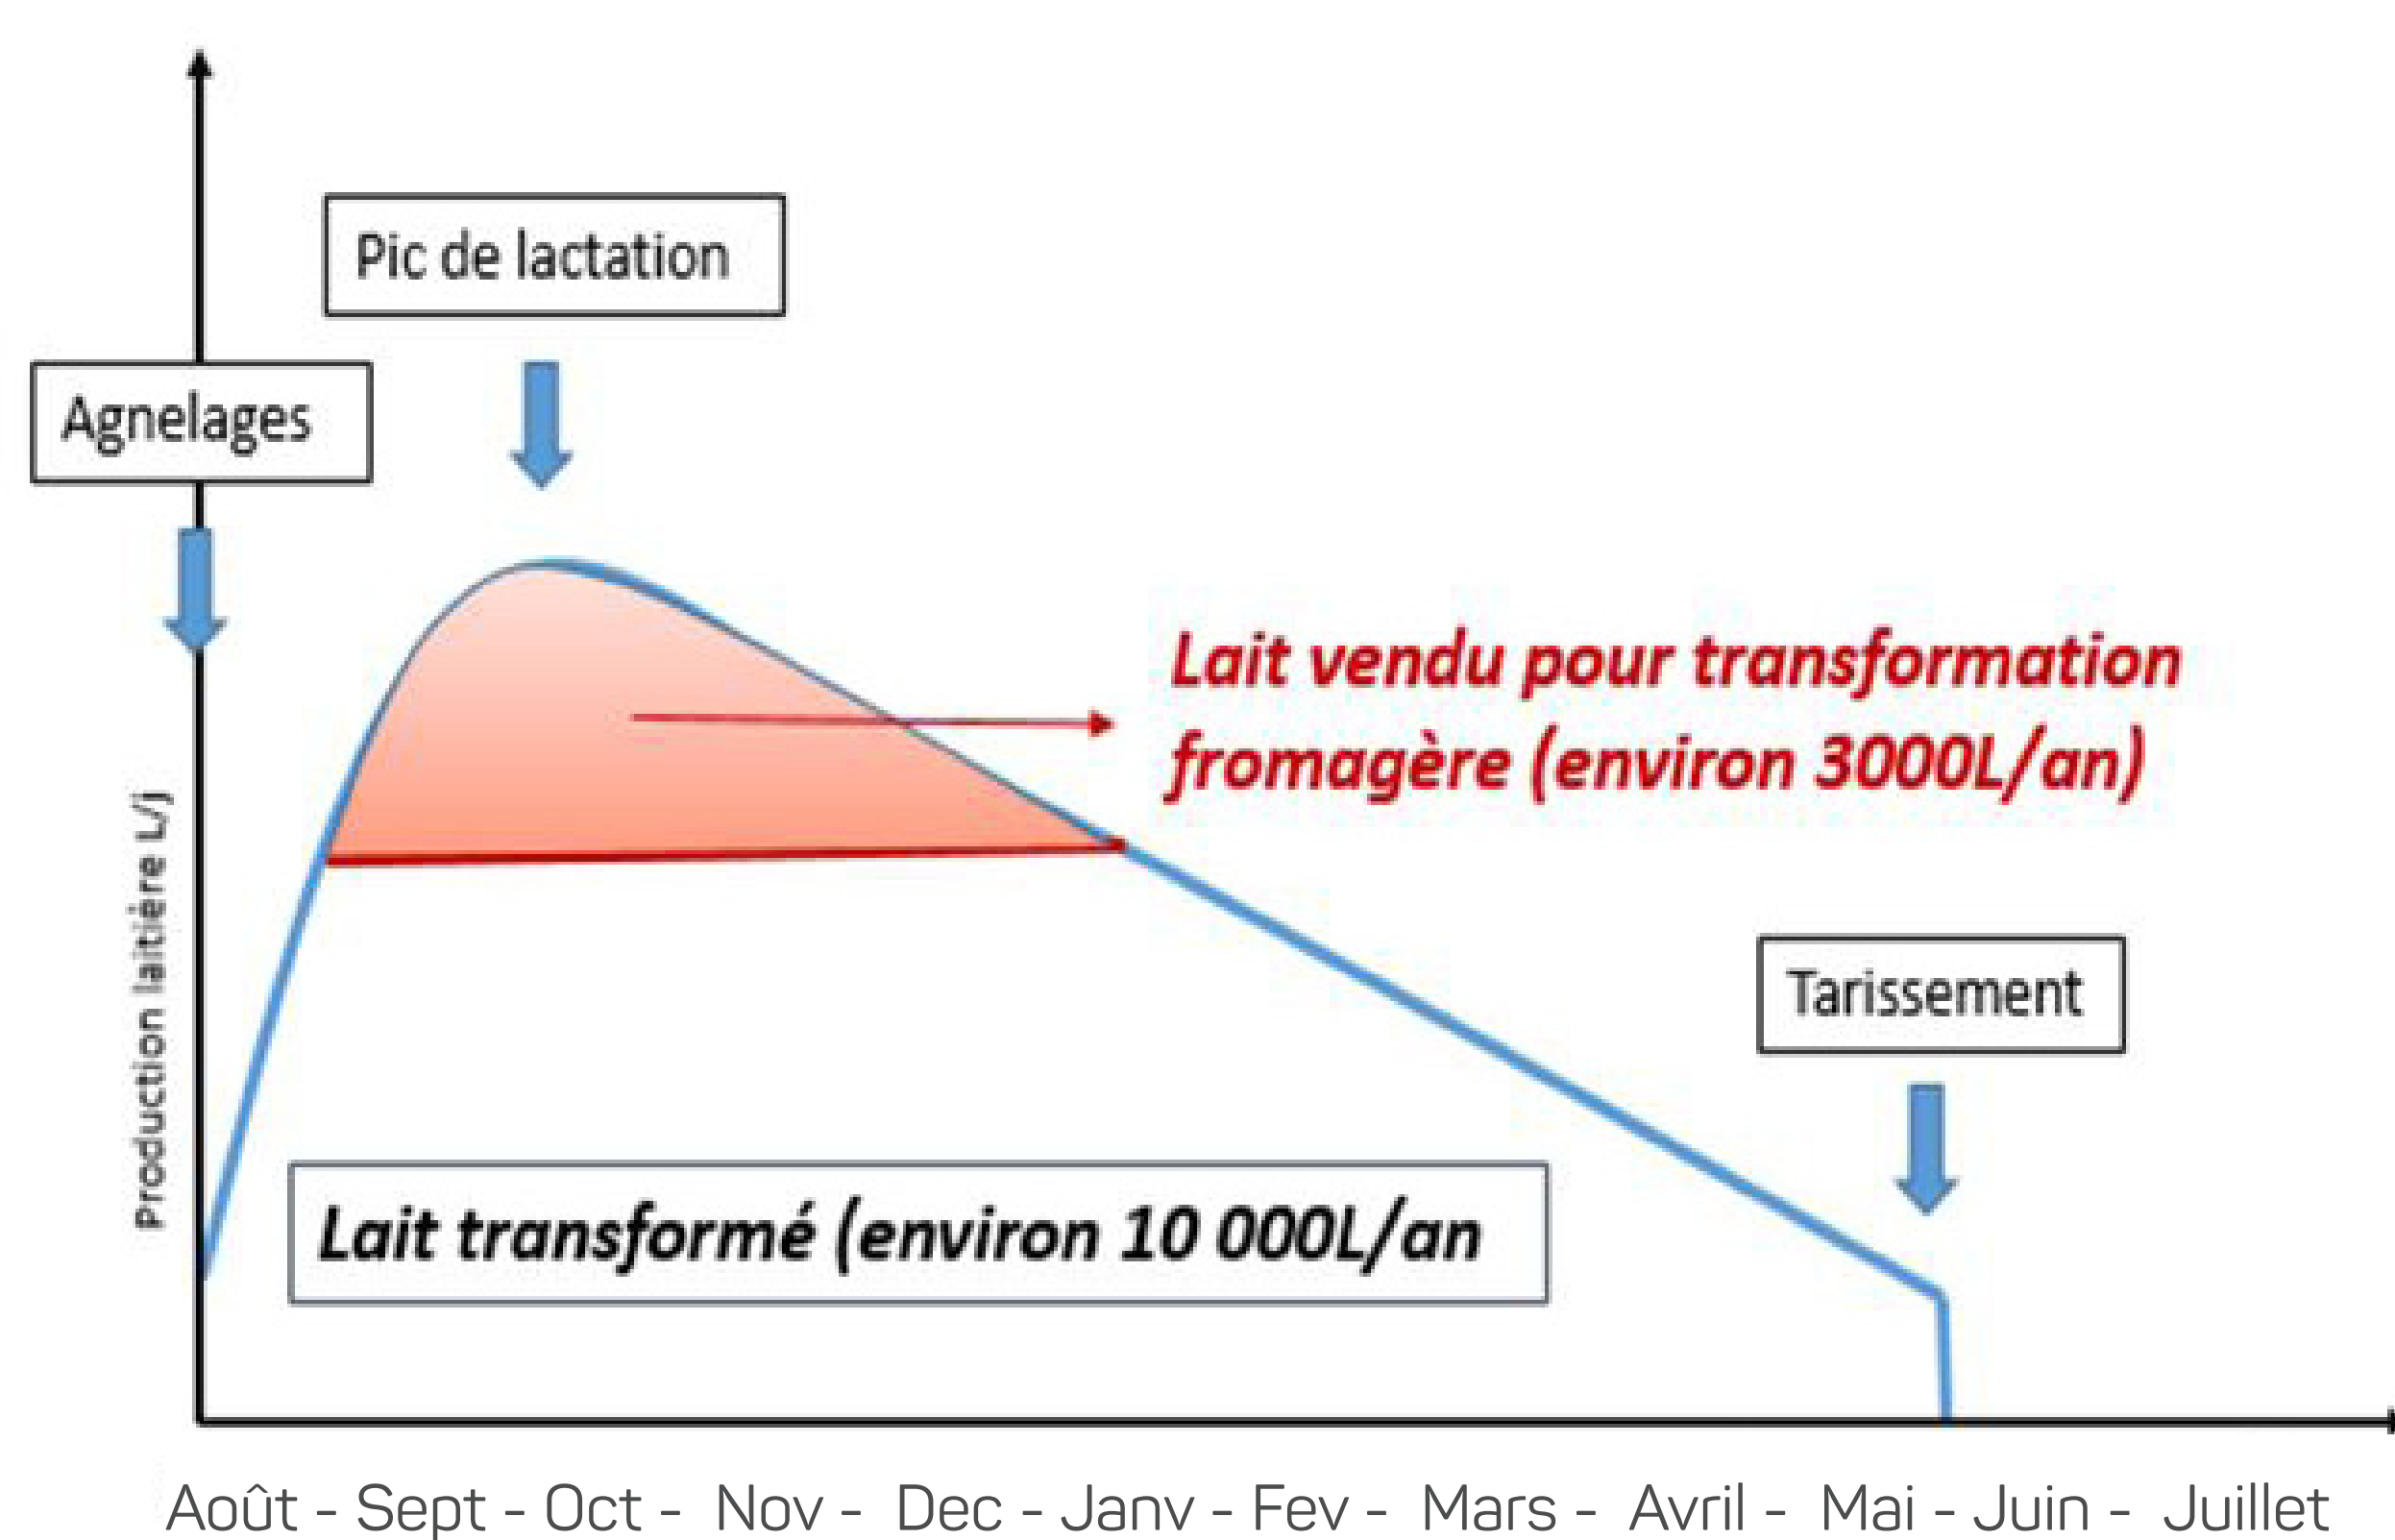 Pic de lactation
Agnelages
Lait vendu pour transformation
fromagère (environ 3000L/an)
Production laitière L/j
Tarissement
Lait transformé (environ 10 000L/an
Août - Sept - Oct - Nov - Dec - Janv - Fev - Mars - Avril - Mai - Juin - Juillet